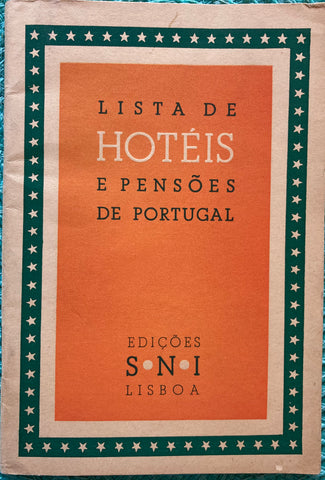 LISTA DE
HOTÉIS
E PENSÕES
DE PORTUGAL
EDIÇÕES
S•N•I
LISBOA